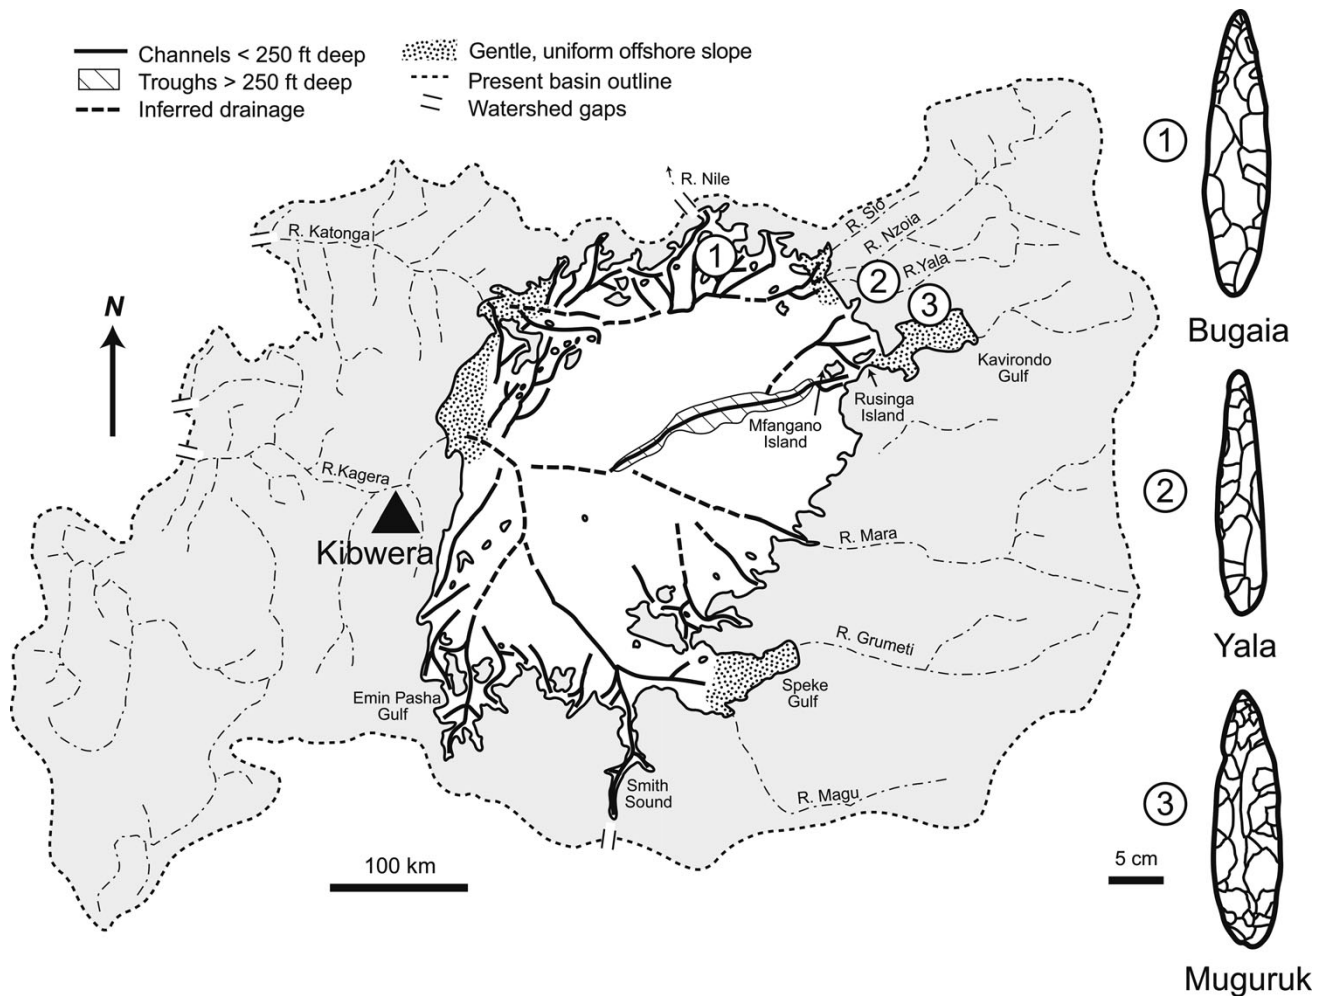 Channels < 250 ft deep
Troughs > 250 ft deep
Inferred drainage
Gentle, uniform offshore slope
Present basin outline
Watershed gaps
1
Bugaia
2
Yala
3
Muguruk
5 cm
N
R. Nile
R. Katonga
R. Sio
R. Nzoia
R.Yala
1
2
3
Kavirondo
Gulf
Rusinga
Island
Mfangano
Island
R.Kagera
Kibwera
R. Mara
R. Grumeti
Speke
Gulf
Emin Pasha
Gulf
Smith
Sound
R. Magu
100 km